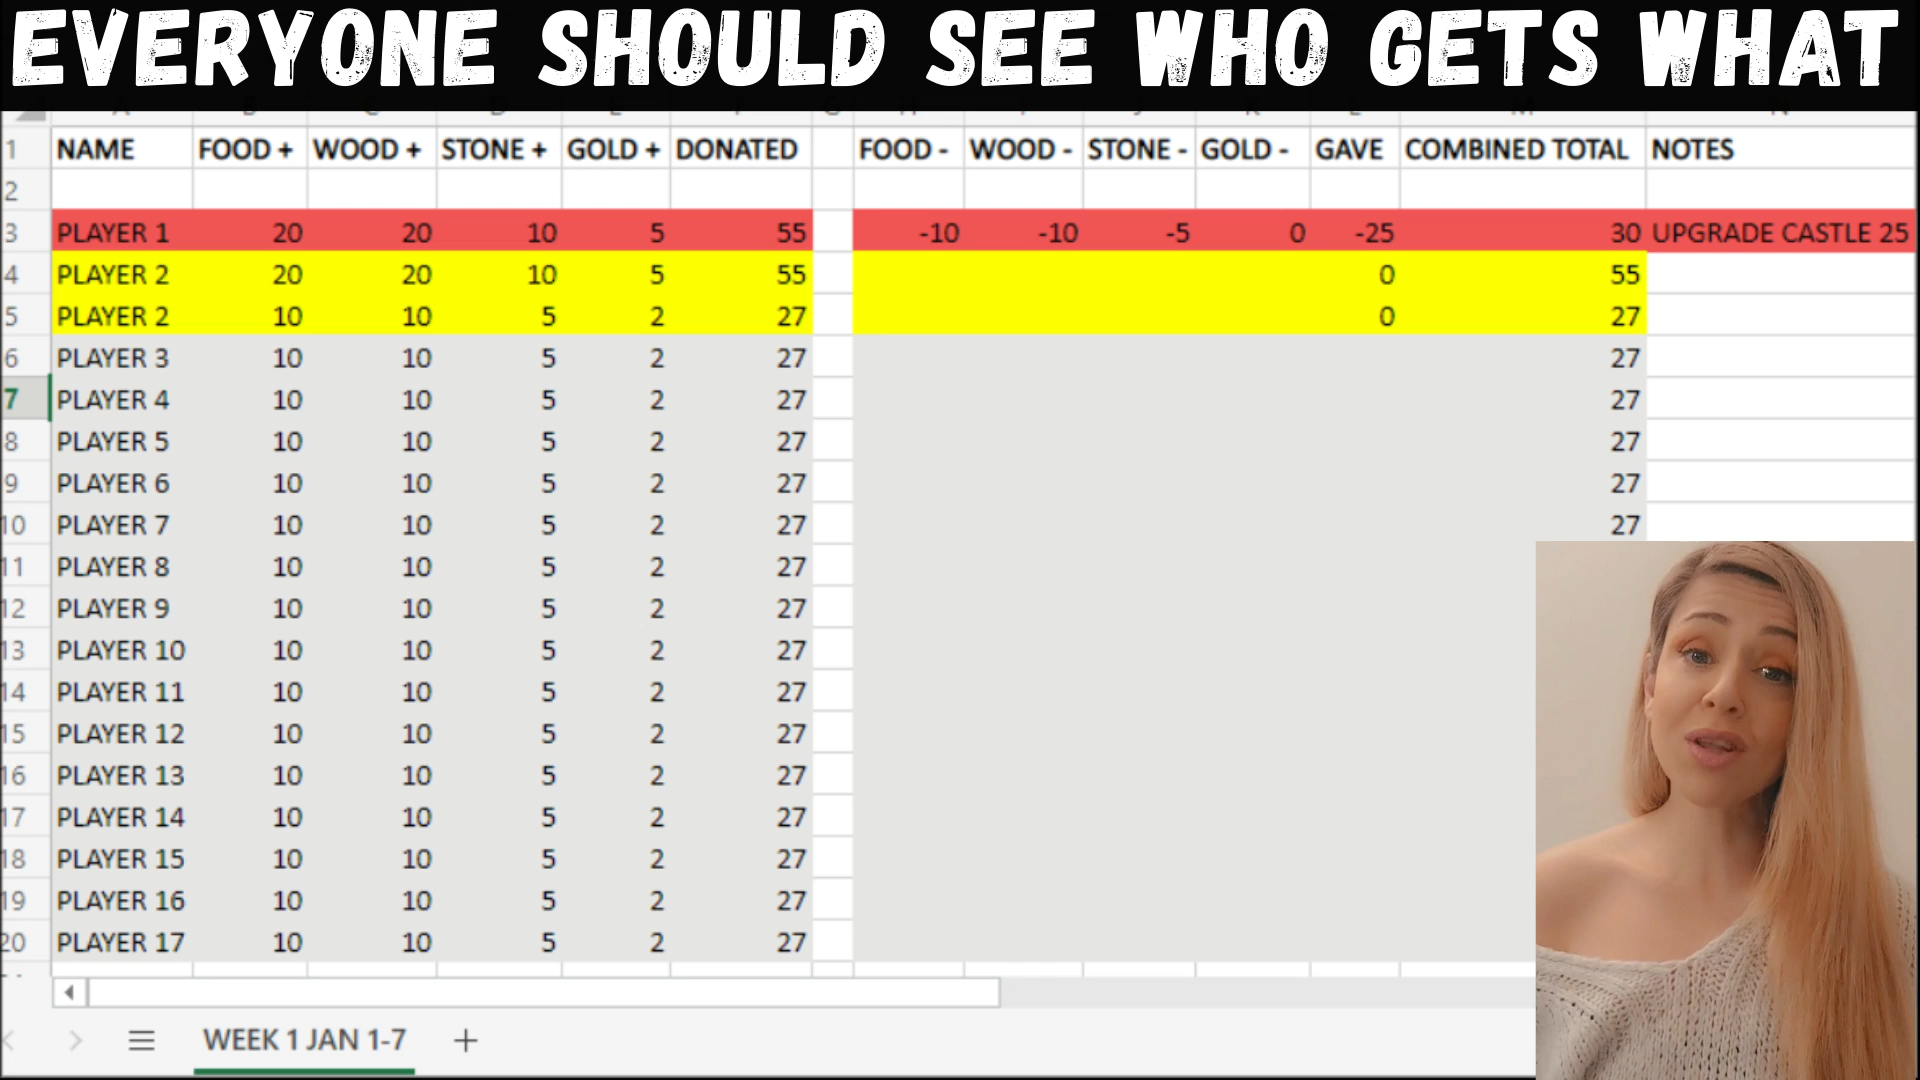 EVERYONE SHOULD SEE WHO GETS WHAT
1 NAME FOOD + WOOD + STONE + GOLD + DONATED FOOD - WOOD - STONE - GOLD - GAVE COMBINED TOTAL NOTES
2
3 PLAYER 1 20 20 10 5 55 -10 -10 -5 0 -25 30 UPGRADE CASTLE 25
4 PLAYER 2 20 20 10 5 55 0 55
5 PLAYER 2 10 10 5 2 27 0 27
6 PLAYER 3 10 10 5 2 27 27
7 PLAYER 4 10 10 5 2 27 27
8 PLAYER 5 10 10 5 2 27 27
9 PLAYER 6 10 10 5 2 27 27
10 PLAYER 7 10 10 5 2 27 27
11 PLAYER 8 10 10 5 2 27
12 PLAYER 9 10 10 5 2 27
13 PLAYER 10 10 10 5 2 27
14 PLAYER 11 10 10 5 2 27
15 PLAYER 12 10 10 5 2 27
16 PLAYER 13 10 10 5 2 27
17 PLAYER 14 10 10 5 2 27
18 PLAYER 15 10 10 5 2 27
19 PLAYER 16 10 10 5 2 27
20 PLAYER 17 10 10 5 2 27
WEEK 1 JAN 1-7